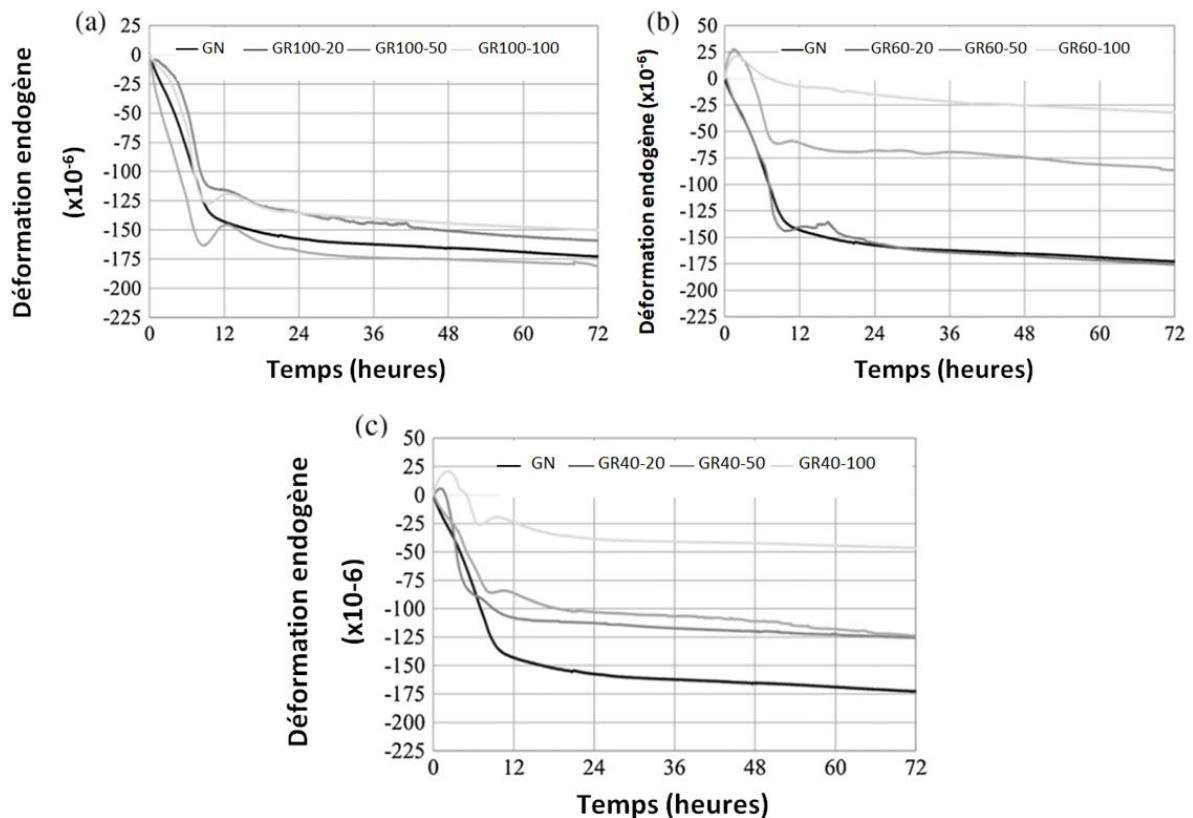 (a)
Déformation endogène
(x10⁻⁶)
25
0
-25
-50
-75
-100
-125
-150
-175
-200
-225
GN GR100-20 GR100-50 GR100-100
0 12 24 36 48 60 72
Temps (heures)
(b)
Déformation endogène (x10⁻⁶)
50
25
0
-25
-50
-75
-100
-125
-150
-175
-200
-225
GN GR60-20 GR60-50 GR60-100
0 12 24 36 48 60 72
Temps (heures)
(c)
Déformation endogène
(x10-6)
50
25
0
-25
-50
-75
-100
-125
-150
-175
-200
-225
GN GR40-20 GR40-50 GR40-100
0 12 24 36 48 60 72
Temps (heures)